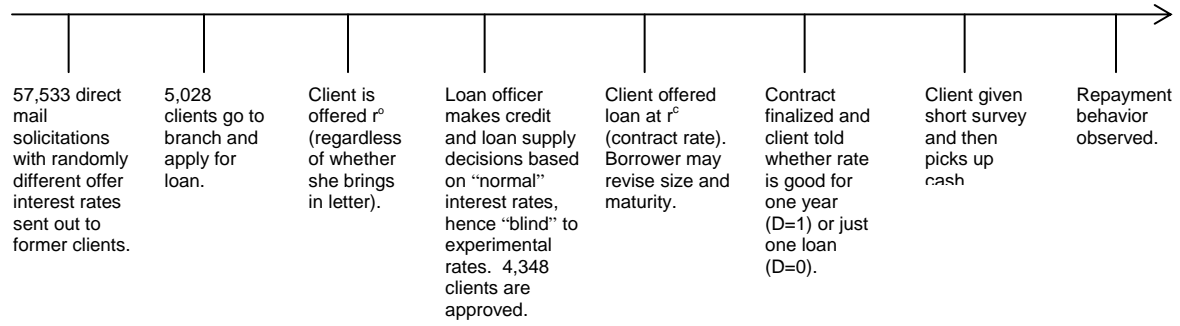 57,533 direct
mail
solicitations
with randomly
different offer
interest rates
sent out to
former clients.
5,028
clients go to
branch and
apply for
loan.
Client is
offered rº
(regardless
of whether
she brings
in letter).
Loan officer
makes credit
and loan supply
decisions based
on “normal”
interest rates,
hence “blind” to
experimental
rates. 4,348
clients are
approved.
Client offered
loan at rᶜ
(contract rate).
Borrower may
revise size and
maturity.
Contract
finalized and
client told
whether rate
is good for
one year
(D=1) or just
one loan
(D=0).
Client given
short survey
and then
picks up
cash
Repayment
behavior
observed.